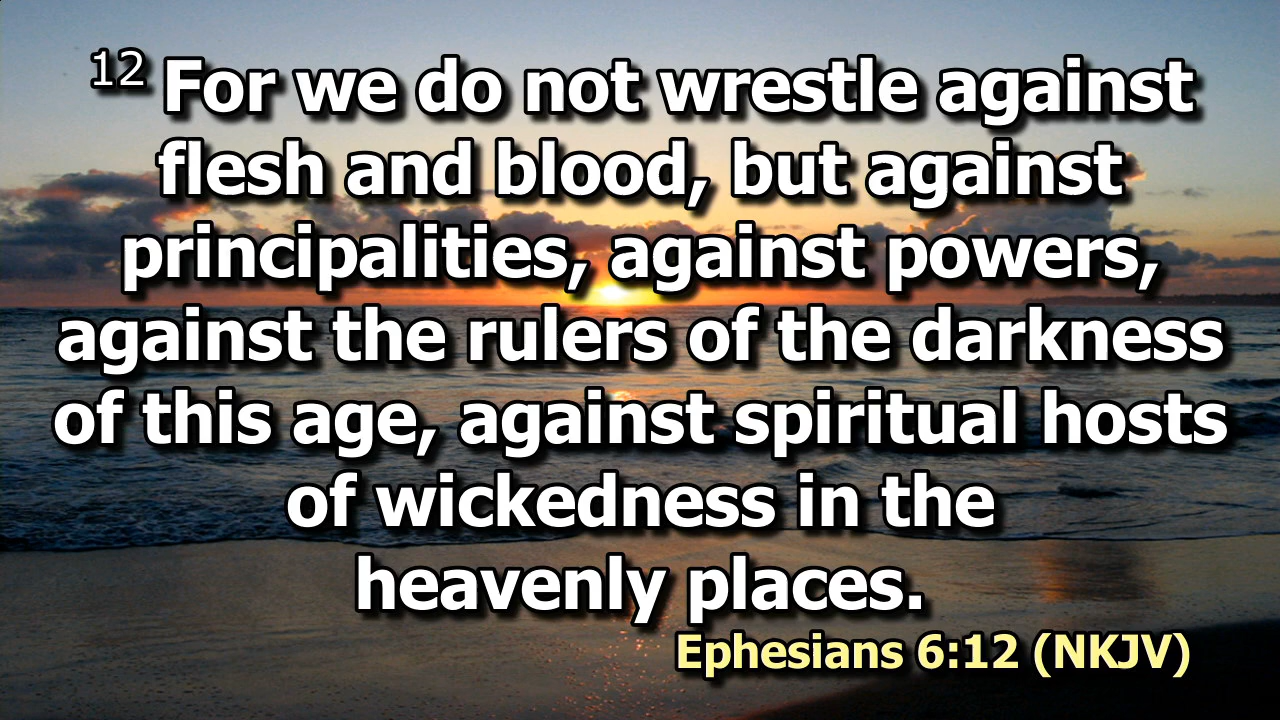 12 For we do not wrestle against
flesh and blood, but against
principalities, against powers,
against the rulers of the darkness
of this age, against spiritual hosts
of wickedness in the
heavenly places.
Ephesians 6:12 (NKJV)